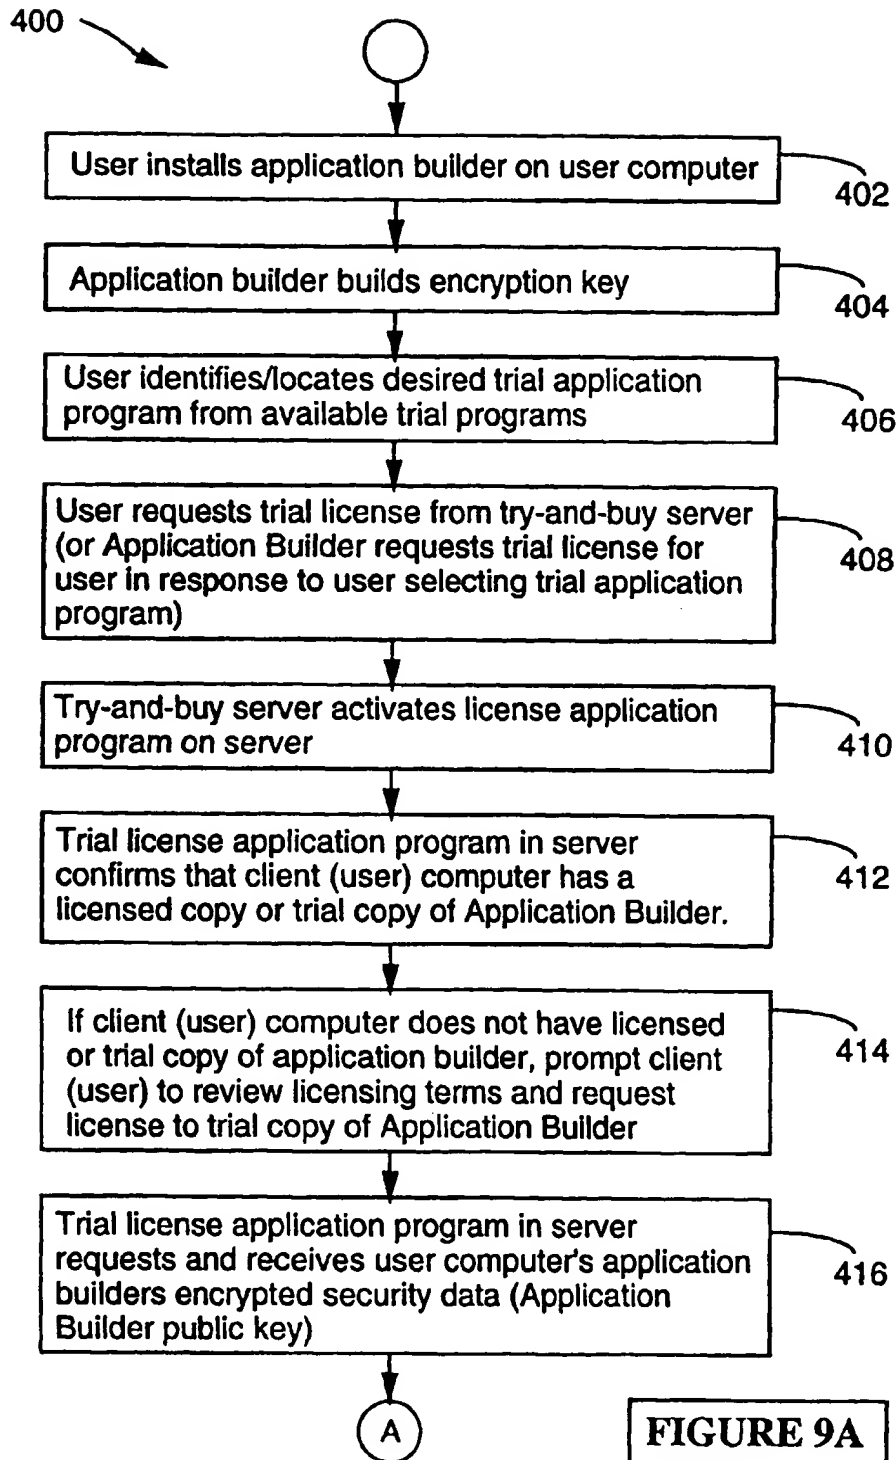 400
User installs application builder on user computer
402
Application builder builds encryption key
404
User identifies/locates desired trial application
program from available trial programs
406
User requests trial license from try-and-buy server
(or Application Builder requests trial license for
user in response to user selecting trial application
program)
408
Try-and-buy server activates license application
program on server
410
Trial license application program in server
confirms that client (user) computer has a
licensed copy or trial copy of Application Builder.
412
If client (user) computer does not have licensed
or trial copy of application builder, prompt client
(user) to review licensing terms and request
license to trial copy of Application Builder
414
Trial license application program in server
requests and receives user computer's application
builders encrypted security data (Application
Builder public key)
416
A
FIGURE 9A